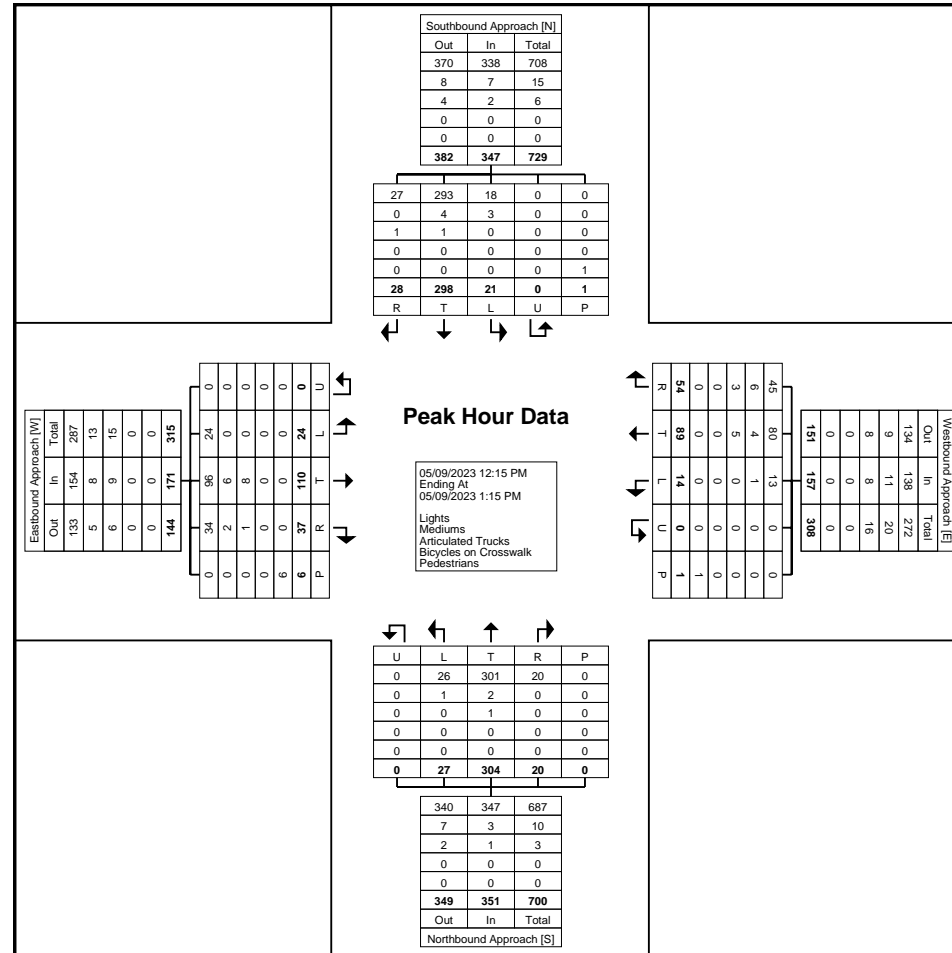 Southbound Approach [N]
Out In Total
370 338 708
8 7 15
4 2 6
0 0 0
0 0 0
382 347 729
27 293 18 0 0
0 4 3 0 0
1 1 0 0 0
0 0 0 0 0
0 0 0 0 1
28 298 21 0 1
R T L U P
Eastbound Approach [W]
Total 287 13 15 0 0 315
In 154 8 9 0 0 171
Out 133 5 6 0 0 144
0 0 0 0 0 0 U
24 0 0 0 0 24 L
96 6 8 0 0 110 T
34 2 1 0 0 37 R
0 0 0 0 6 6 P
Peak Hour Data
05/09/2023 12:15 PM
Ending At
05/09/2023 1:15 PM
Lights
Mediums
Articulated Trucks
Bicycles on Crosswalk
Pedestrians
R 54 0 0 3 6 45
T 89 0 0 5 4 80
L 14 0 0 0 1 13
U 0 0 0 0 0 0
P 1 1 0 0 0 0
151 0 0 8 9 134 Out
157 0 0 8 11 138 In
308 0 0 16 20 272 Total
Westbound Approach [E]
U L T R P
0 26 301 20 0
0 1 2 0 0
0 0 1 0 0
0 0 0 0 0
0 0 0 0 0
0 27 304 20 0
340 347 687
7 3 10
2 1 3
0 0 0
0 0 0
349 351 700
Out In Total
Northbound Approach [S]